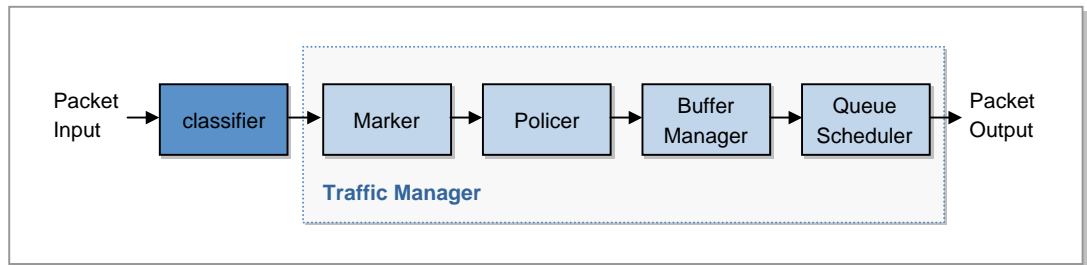 Packet
Input
classifier
Marker
Policer
Buffer
Manager
Queue
Scheduler
Packet
Output
Traffic Manager